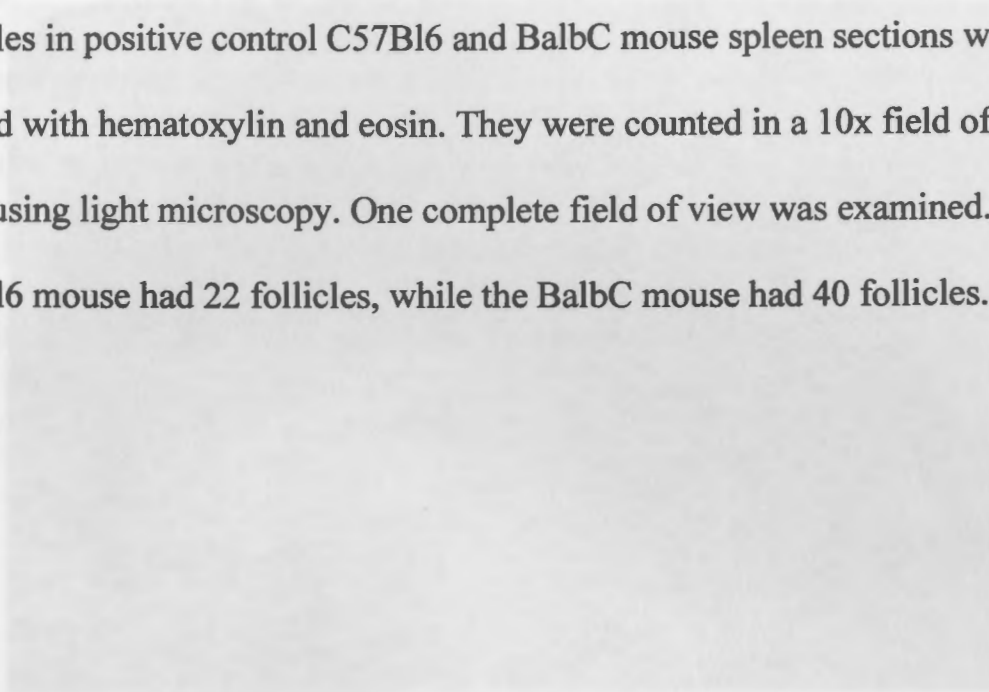 les in positive control C57Bl6 and BalbC mouse spleen sections w
d with hematoxylin and eosin. They were counted in a 10x field of
using light microscopy. One complete field of view was examined.
l6 mouse had 22 follicles, while the BalbC mouse had 40 follicles.